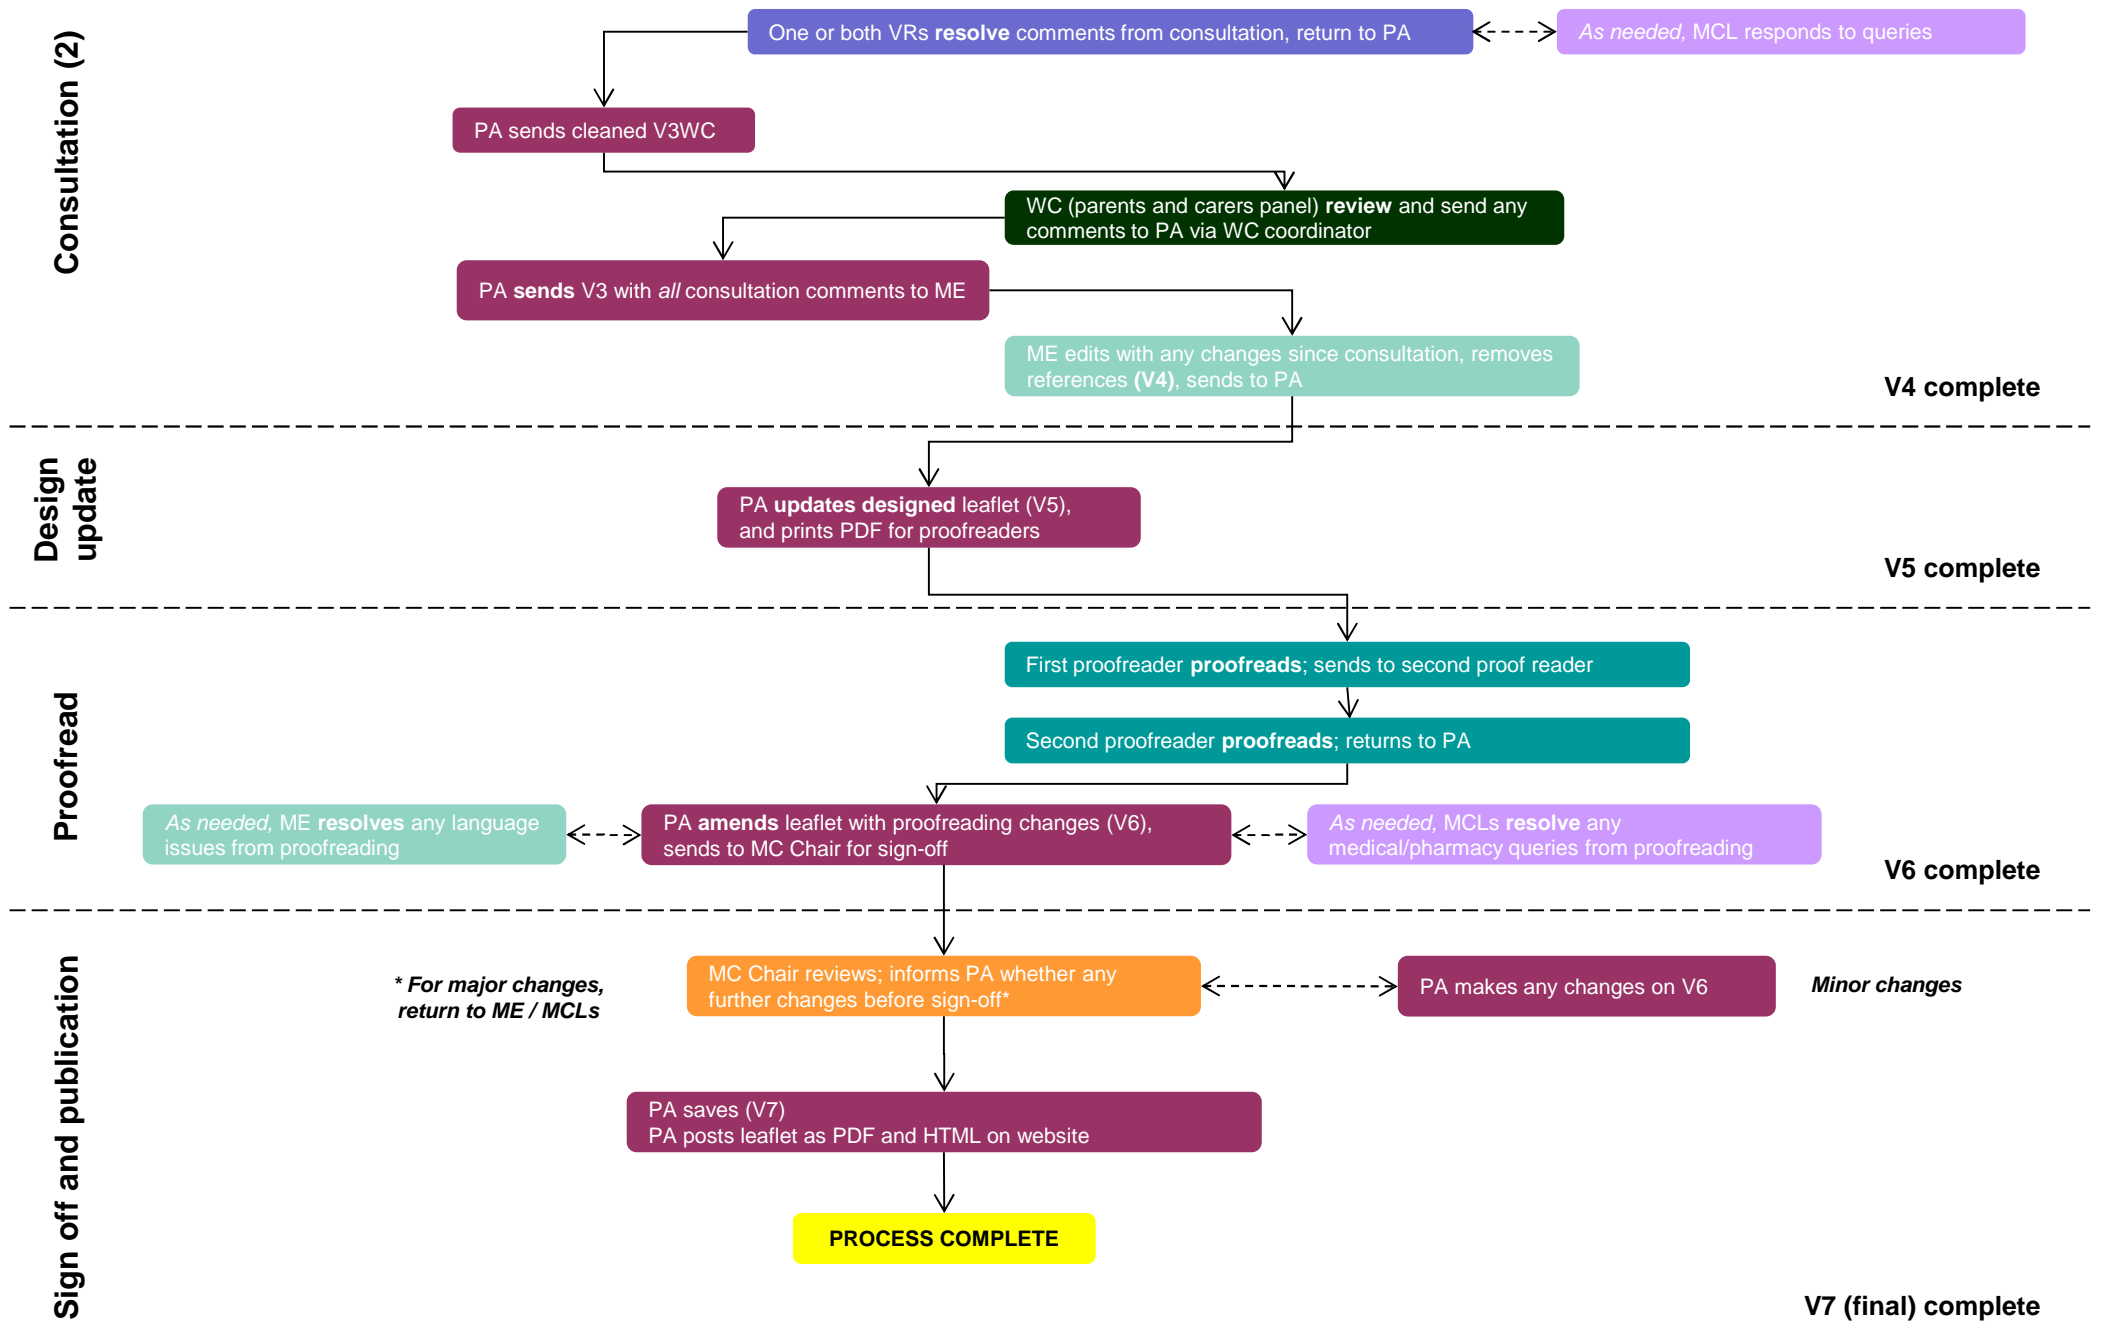 Consultation (2)
One or both VRs resolve comments from consultation, return to PA
As needed, MCL responds to queries
PA sends cleaned V3WC
WC (parents and carers panel) review and send any
comments to PA via WC coordinator
PA sends V3 with all consultation comments to ME
ME edits with any changes since consultation, removes
references (V4), sends to PA
V4 complete
Design
update
PA updates designed leaflet (V5),
and prints PDF for proofreaders
V5 complete
Proofread
First proofreader proofreads; sends to second proof reader
Second proofreader proofreads; returns to PA
As needed, ME resolves any language
issues from proofreading
PA amends leaflet with proofreading changes (V6),
sends to MC Chair for sign-off
As needed, MCLs resolve any
medical/pharmacy queries from proofreading
V6 complete
Sign off and publication
* For major changes,
return to ME / MCLs
MC Chair reviews; informs PA whether any
further changes before sign-off*
PA makes any changes on V6
Minor changes
PA saves (V7)
PA posts leaflet as PDF and HTML on website
PROCESS COMPLETE
V7 (final) complete